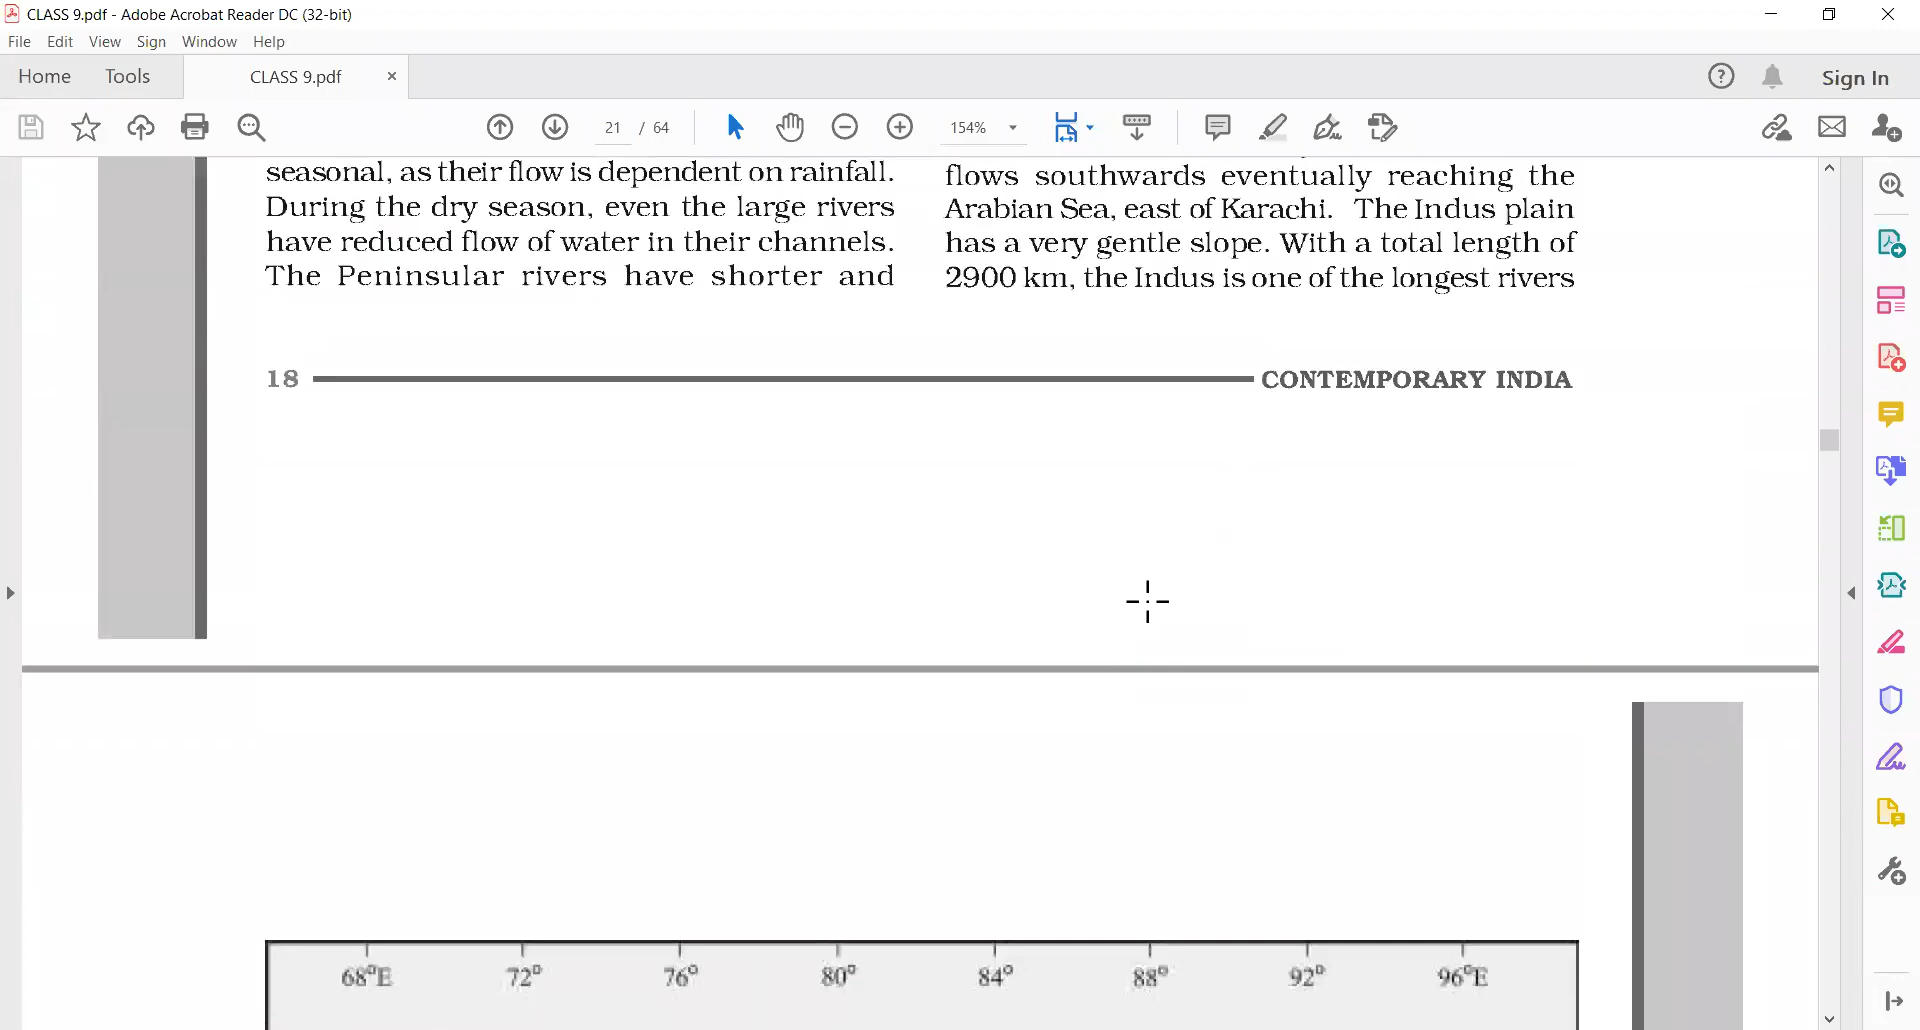 CLASS 9.pdf - Adobe Acrobat Reader DC (32-bit)
File Edit View Sign Window Help
Home Tools CLASS 9.pdf × Sign In
21 / 64 154%
seasonal, as their flow is dependent on rainfall.
During the dry season, even the large rivers
have reduced flow of water in their channels.
The Peninsular rivers have shorter and
flows southwards eventually reaching the
Arabian Sea, east of Karachi. The Indus plain
has a very gentle slope. With a total length of
2900 km, the Indus is one of the longest rivers
18 CONTEMPORARY INDIA
68°E 72° 76° 80° 84° 88° 92° 96°E